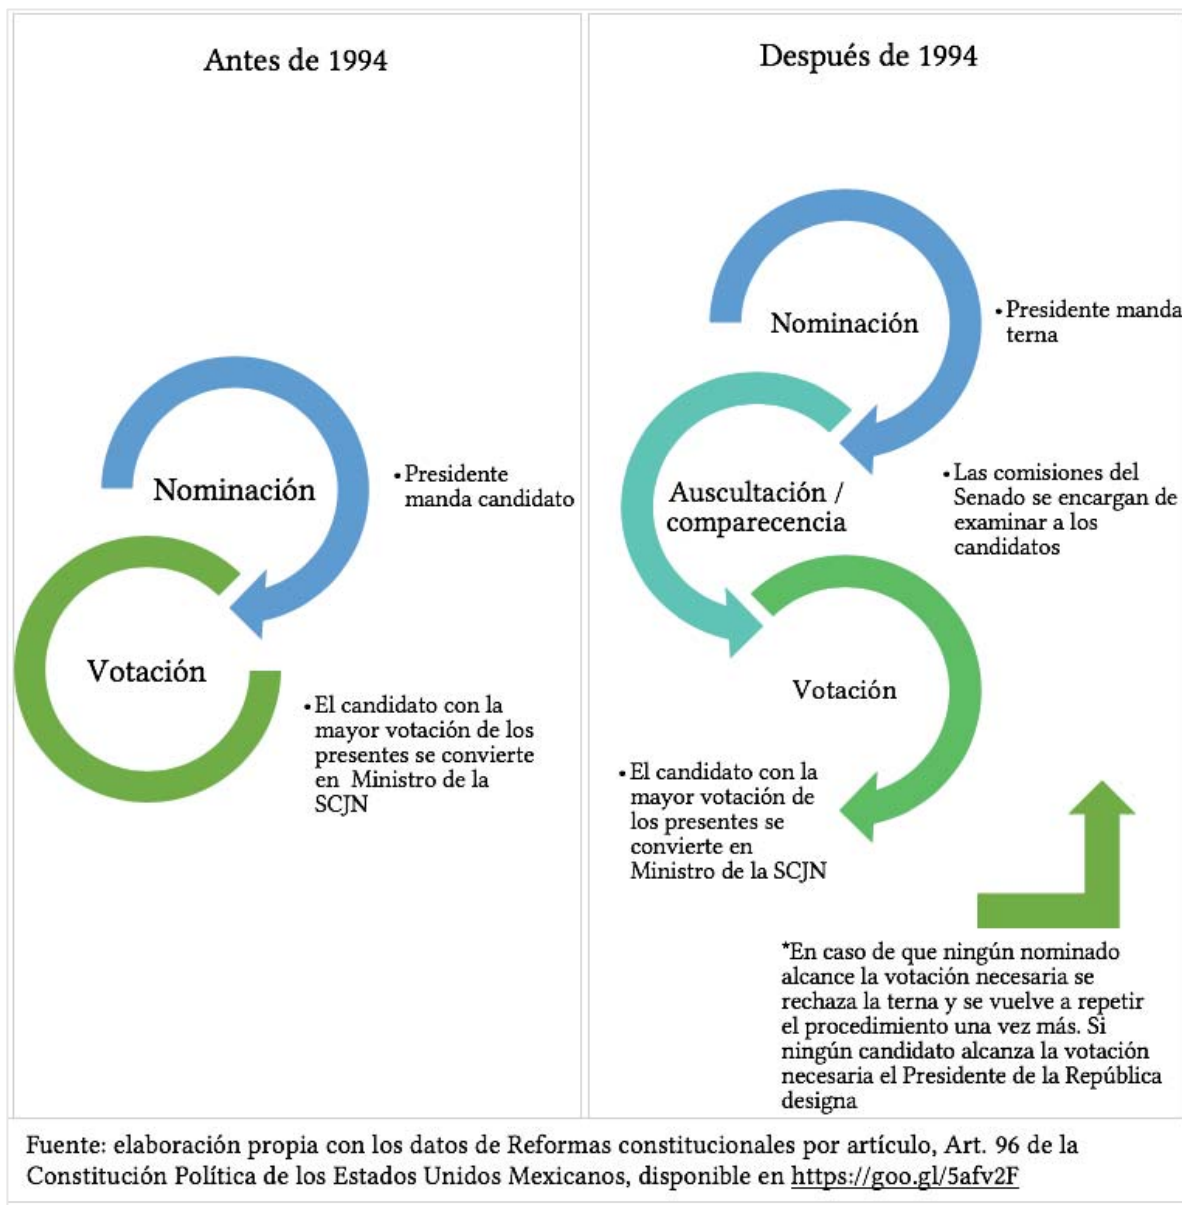 Antes de 1994
Nominación
• Presidente
manda candidato
Votación
• El candidato con la
mayor votación de los
presentes se convierte
en Ministro de la
SCJN
Después de 1994
Nominación
• Presidente manda
terna
Auscultación /
comparecencia
• Las comisiones del
Senado se encargan de
examinar a los
candidatos
Votación
• El candidato con la
mayor votación de
los presentes se
convierte en
Ministro de la SCJN
*En caso de que ningún nominado
alcance la votación necesaria se
rechaza la terna y se vuelve a repetir
el procedimiento una vez más. Si
ningún candidato alcanza la votación
necesaria el Presidente de la República
designa
Fuente: elaboración propia con los datos de Reformas constitucionales por artículo, Art. 96 de la
Constitución Política de los Estados Unidos Mexicanos, disponible en https://goo.gl/5afv2F